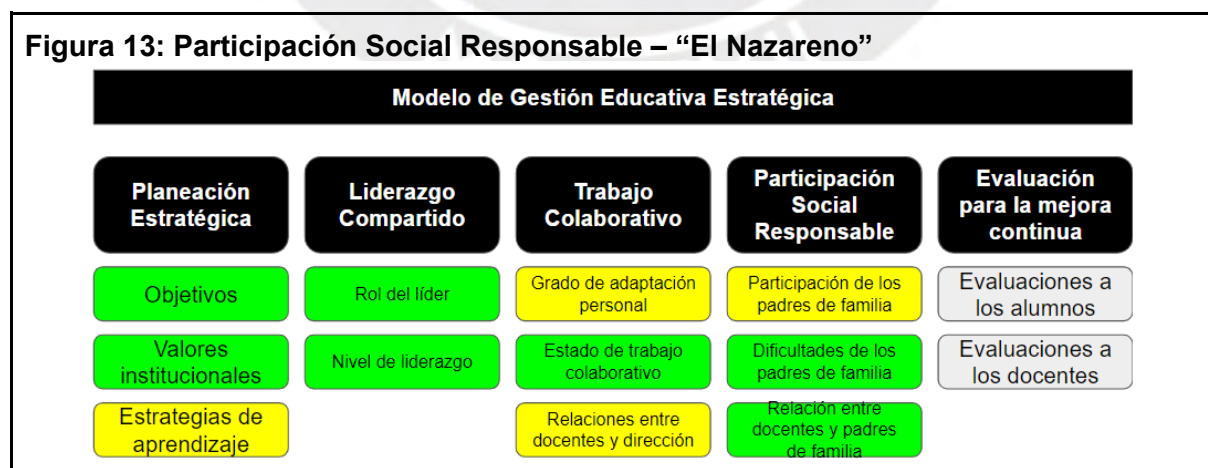 Figura 13: Participación Social Responsable – “El Nazareno”
Modelo de Gestión Educativa Estratégica
Planeación
Estratégica
Liderazgo
Compartido
Trabajo
Colaborativo
Participación
Social
Responsable
Evaluación
para la mejora
continua
Objetivos
Rol del líder
Grado de adaptación
personal
Participación de los
padres de familia
Evaluaciones a
los alumnos
Valores
institucionales
Nivel de liderazgo
Estado de trabajo
colaborativo
Dificultades de los
padres de familia
Evaluaciones a
los docentes
Estrategias de
aprendizaje
Relaciones entre
docentes y dirección
Relación entre
docentes y padres
de familia